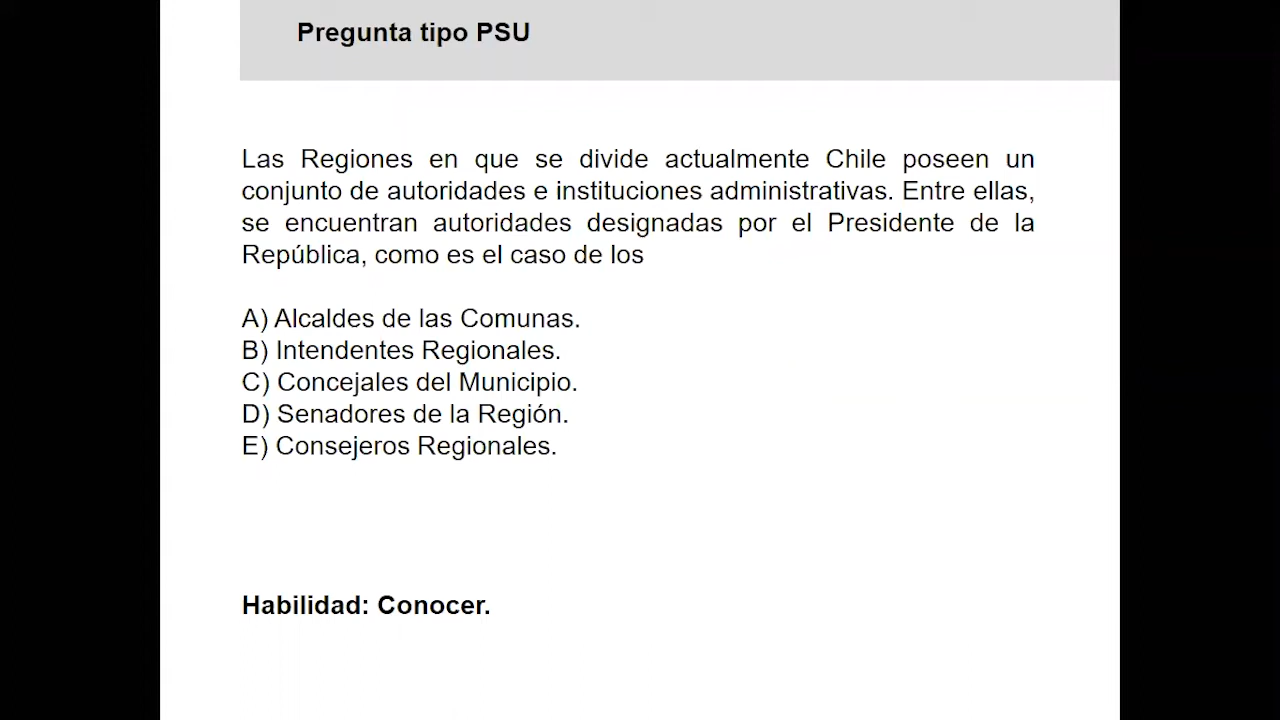 Pregunta tipo PSU
Las Regiones en que se divide actualmente Chile poseen un
conjunto de autoridades e instituciones administrativas. Entre ellas,
se encuentran autoridades designadas por el Presidente de la
República, como es el caso de los
A) Alcaldes de las Comunas.
B) Intendentes Regionales.
C) Concejales del Municipio.
D) Senadores de la Región.
E) Consejeros Regionales.
Habilidad: Conocer.